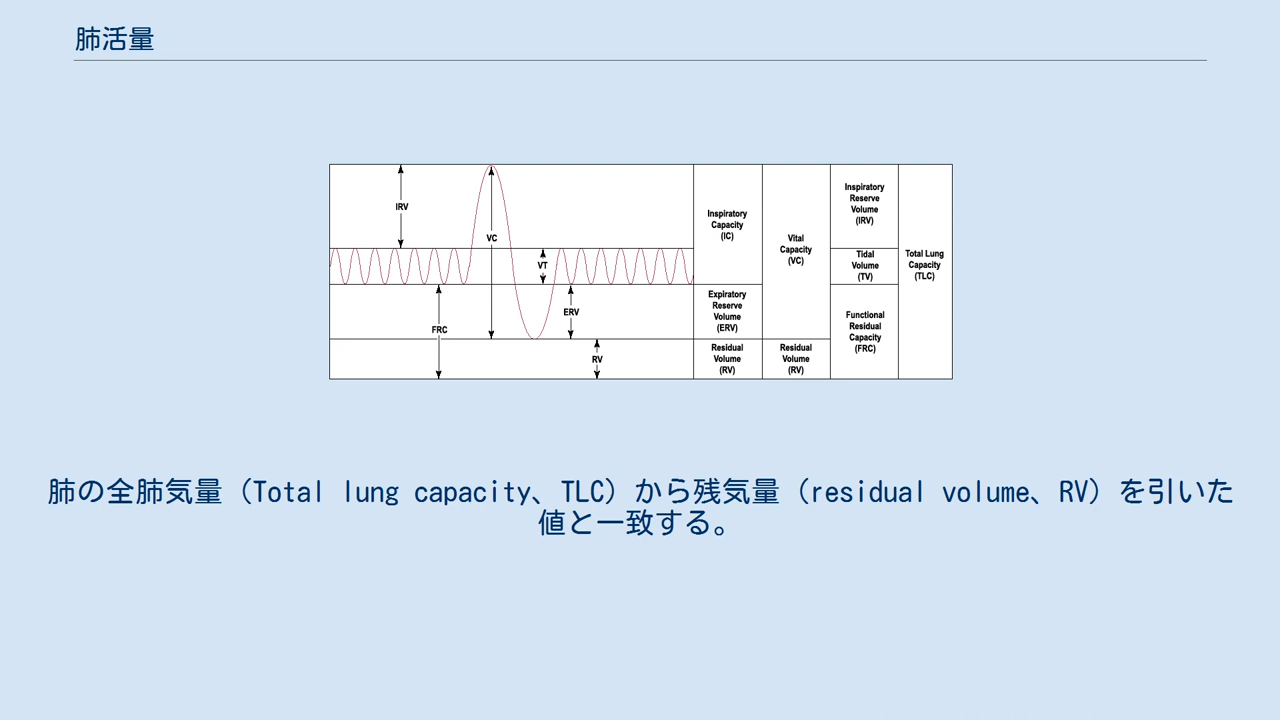 肺活量
IRV
VC
VT
FRC
ERV
RV
Inspiratory
Capacity
(IC)
Expiratory
Reserve
Volume
(ERV)
Residual
Volume
(RV)
Vital
Capacity
(VC)
Residual
Volume
(RV)
Inspiratory
Reserve
Volume
(IRV)
Tidal
Volume
(TV)
Functional
Residual
Capacity
(FRC)
Total Lung
Capacity
(TLC)
肺の全肺気量（Total lung capacity、TLC）から残気量（residual volume、RV）を引いた
値と一致する。